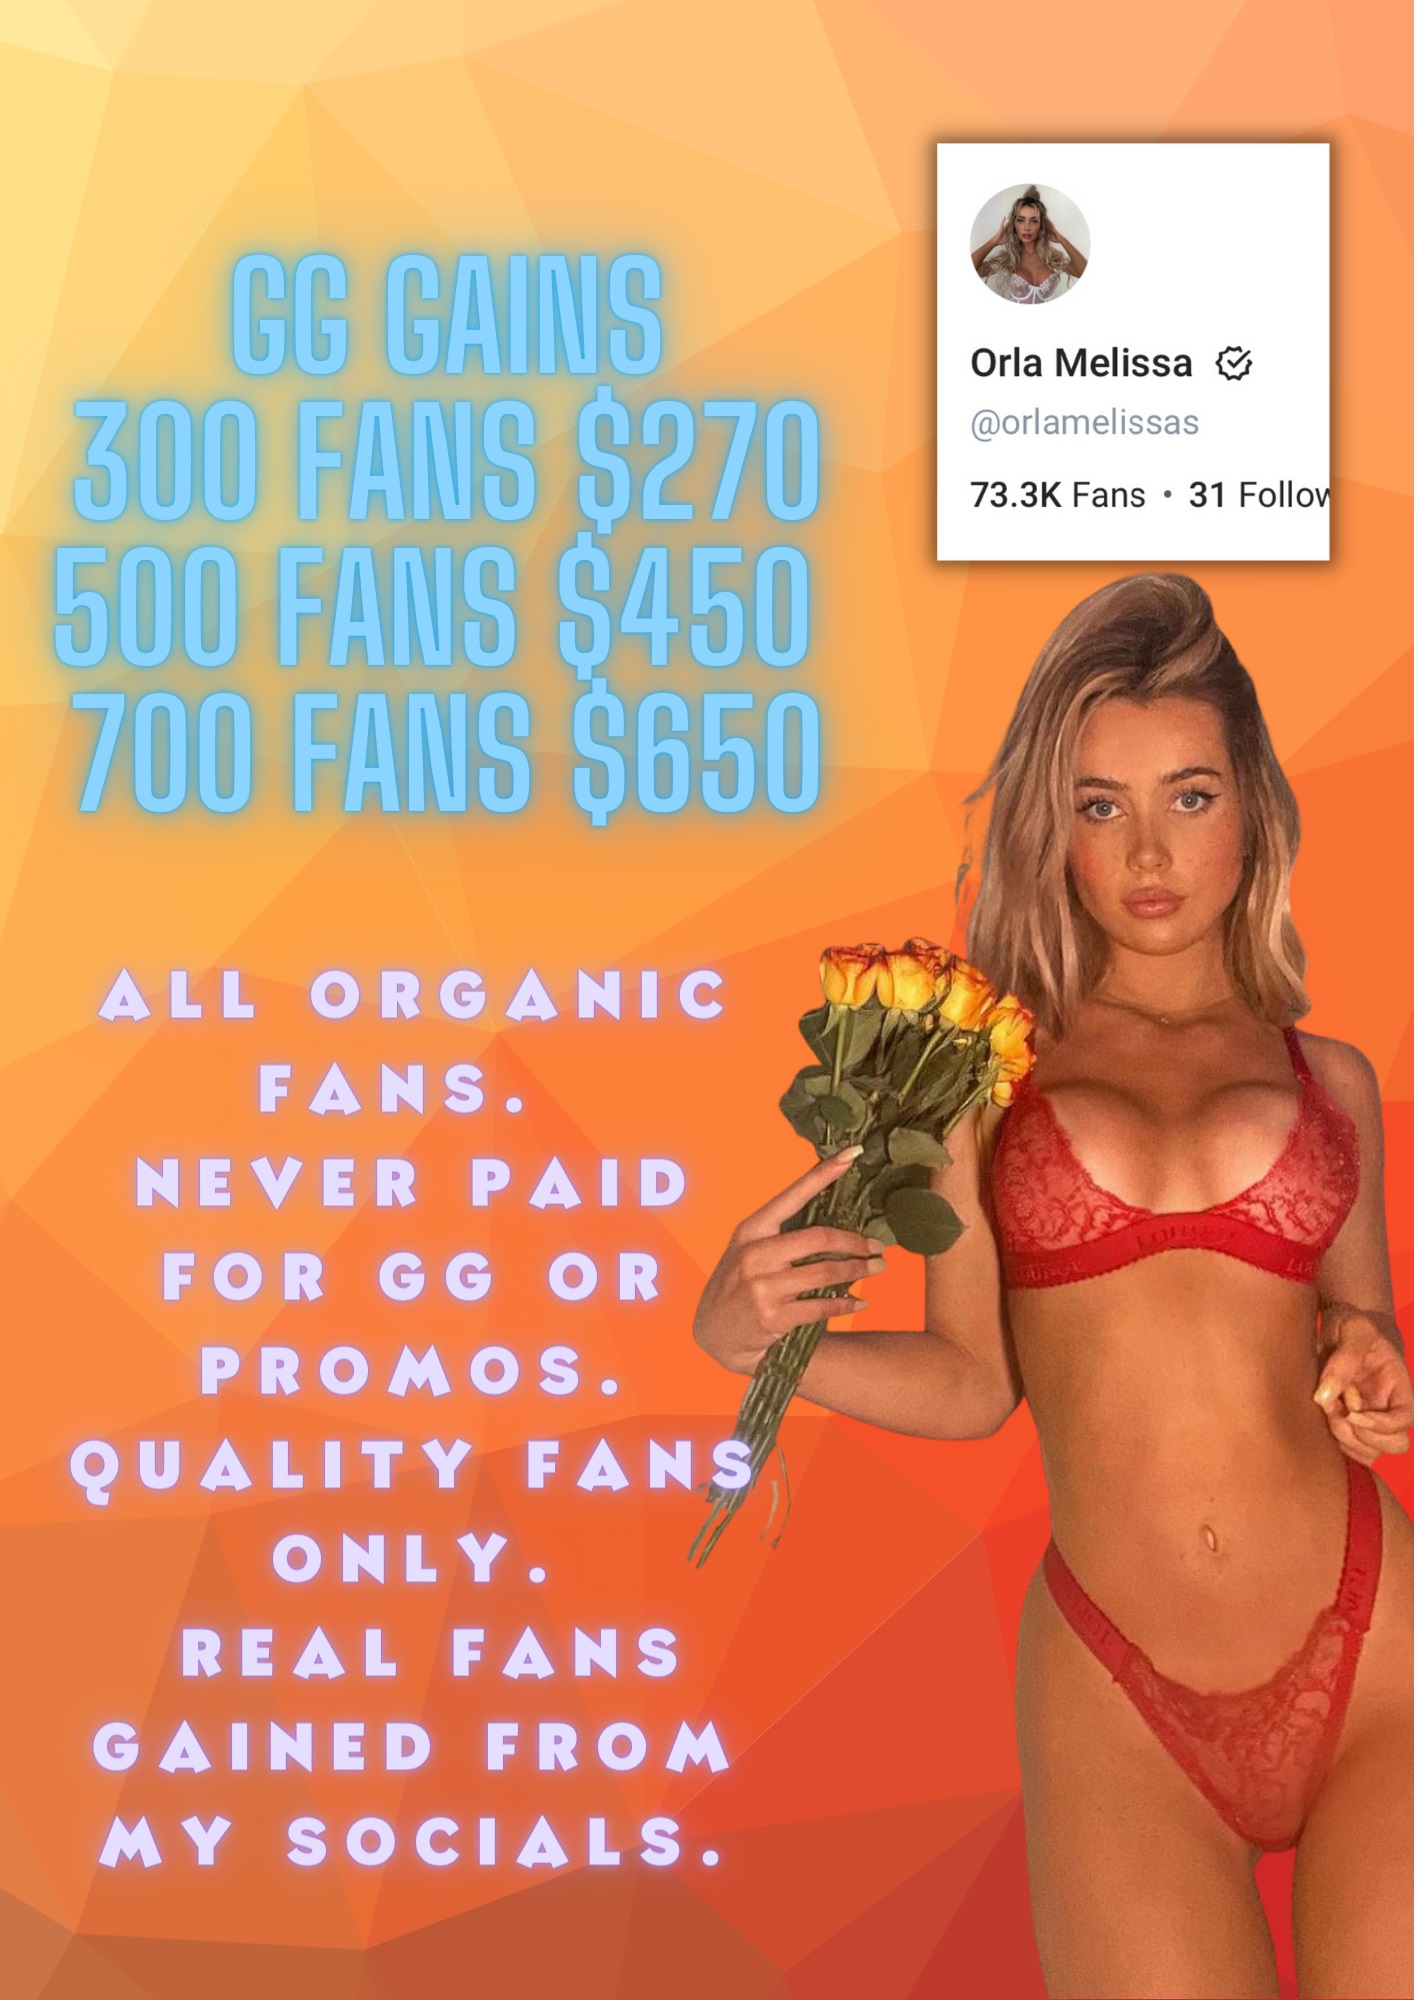 GG GAINS
300 FANS $270
500 FANS $450
700 FANS $650
Orla Melissa
@orlamelissas
73.3K Fans • 31 Follow
ALL ORGANIC
FANS.
NEVER PAID
FOR GG OR
PROMOS.
QUALITY FANS
ONLY.
REAL FANS
GAINED FROM
MY SOCIALS.